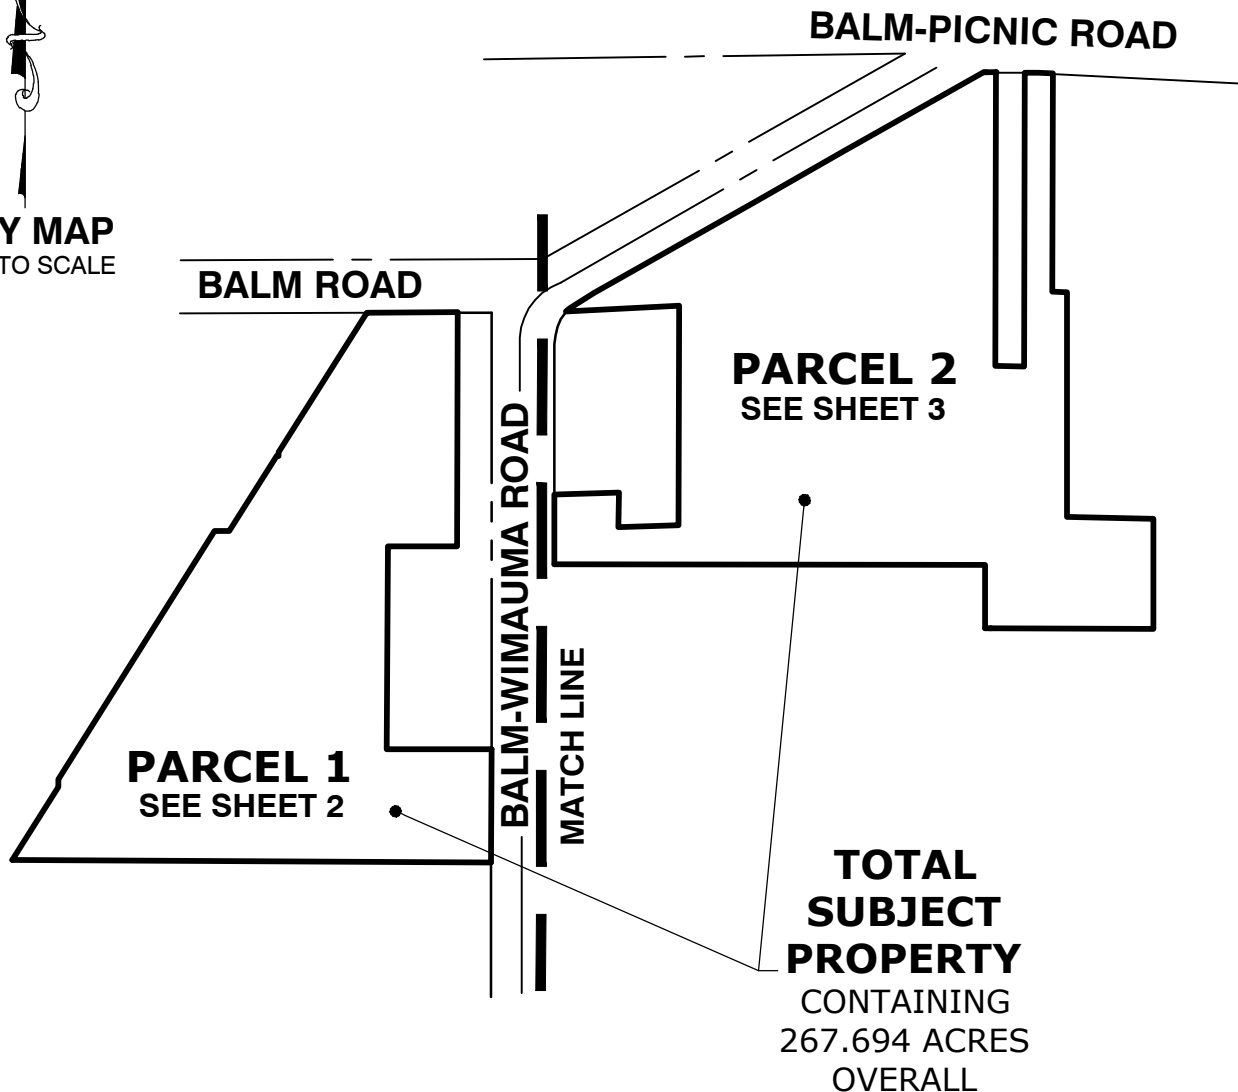 BALM-PICNIC ROAD
Y MAP
TO SCALE
BALM ROAD
PARCEL 2
SEE SHEET 3
BALM-WIMAUMA ROAD
MATCH LINE
PARCEL 1
SEE SHEET 2
TOTAL
SUBJECT
PROPERTY
CONTAINING
267.694 ACRES
OVERALL